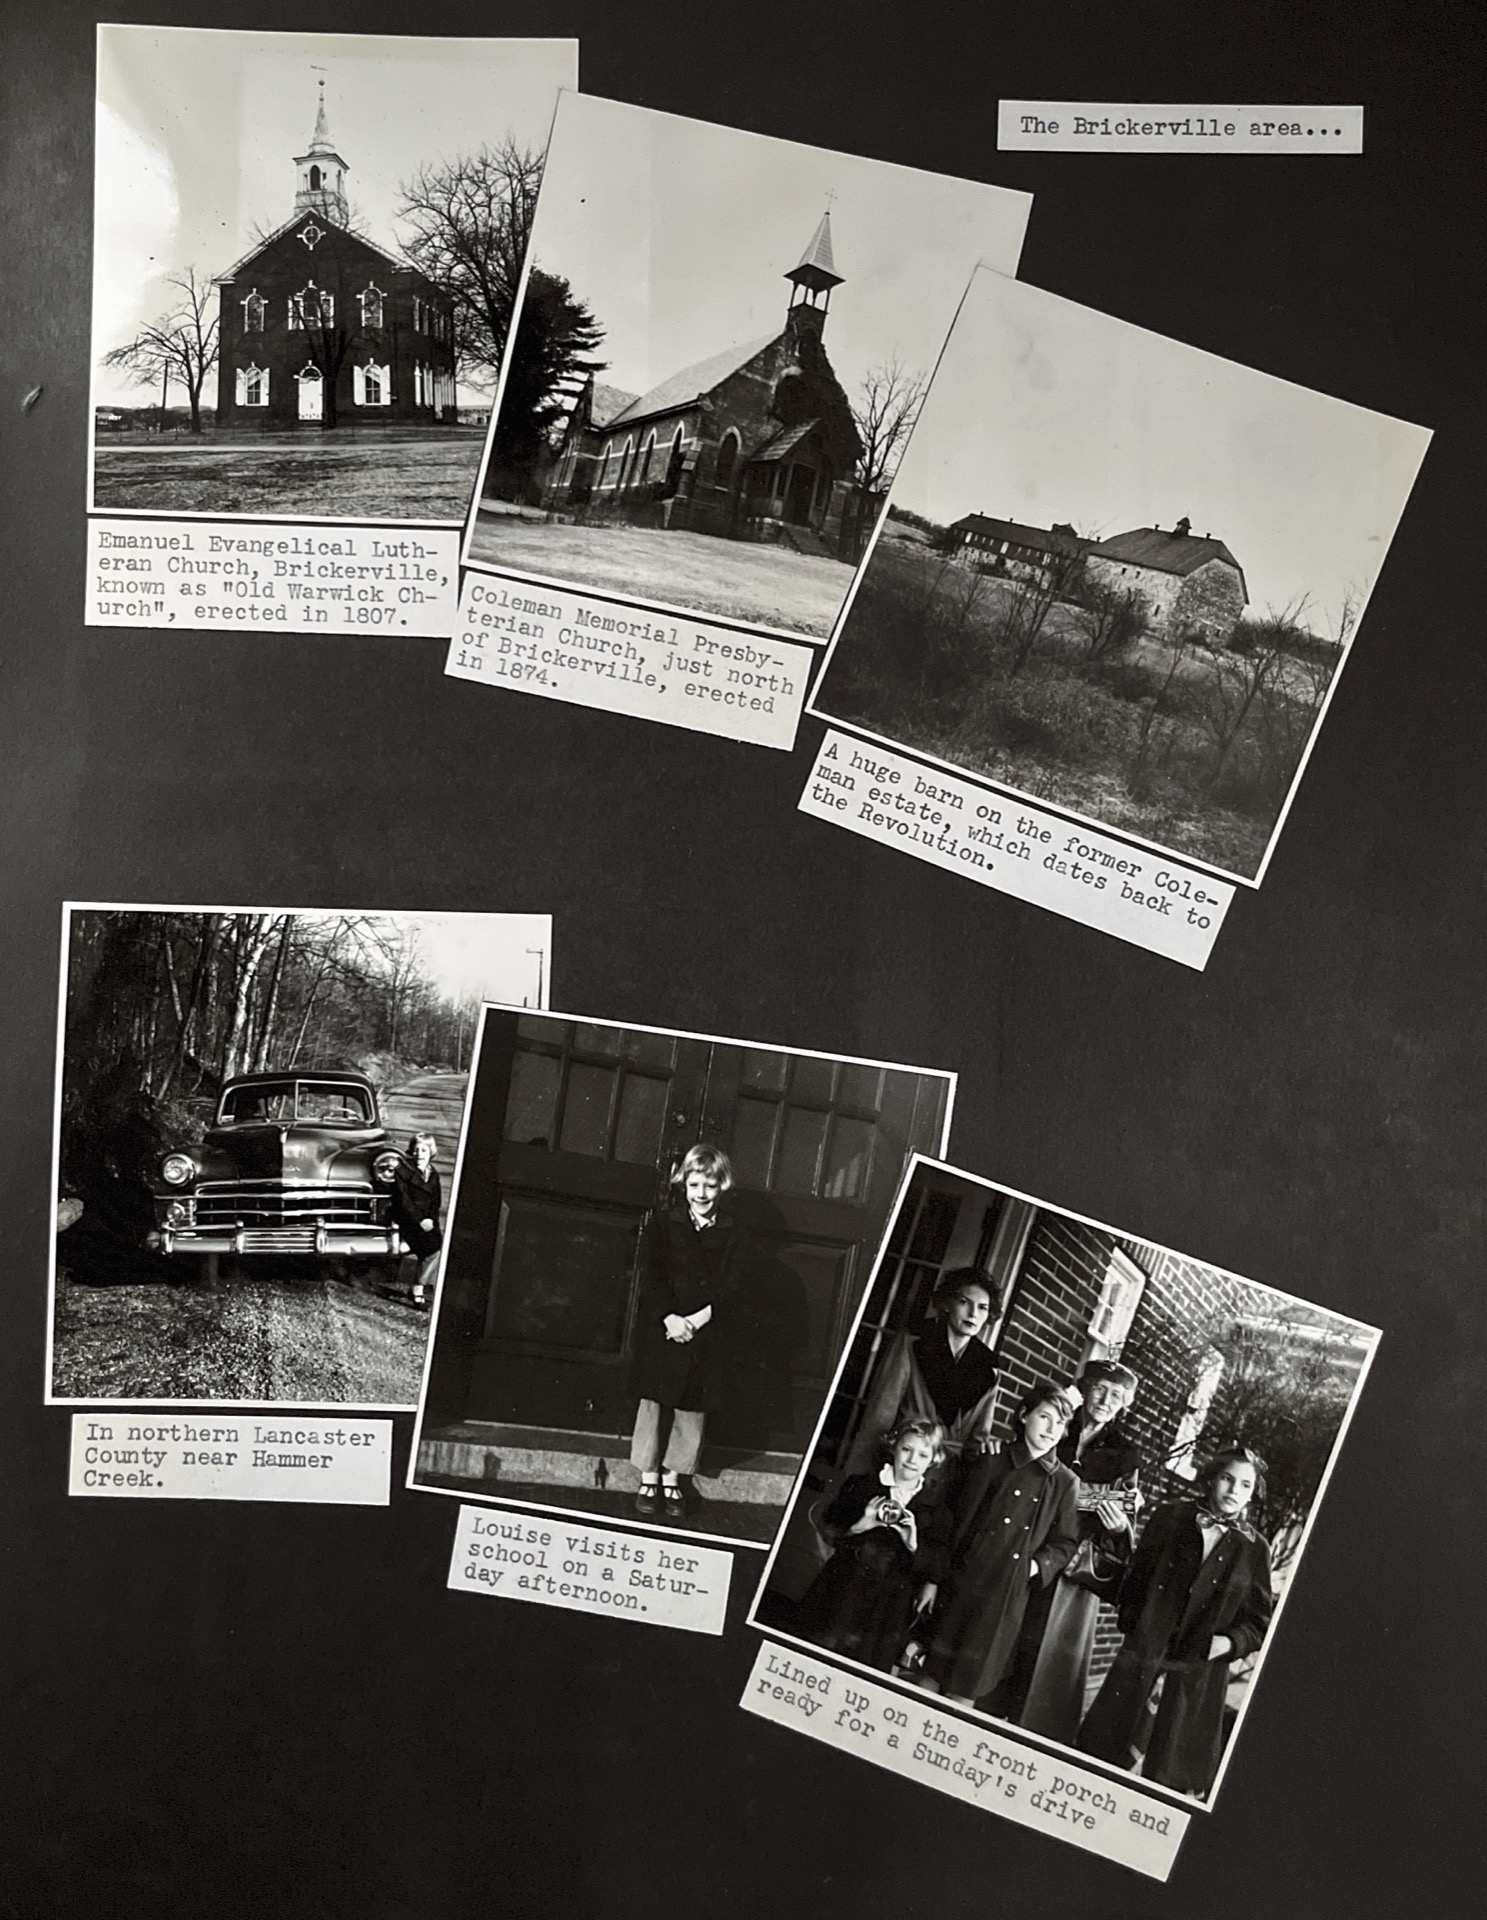 The Brickerville area...
Emanuel Evangelical Luth-
eran Church, Brickerville,
known as "Old Warwick Ch-
urch", erected in 1807.
Coleman Memorial Presby-
terian Church, just north
of Brickerville, erected
in 1874.
A huge barn on the former Cole-
man estate, which dates back to
the Revolution.
In northern Lancaster
County near Hammer
Creek.
Louise visits her
school on a Satur-
day afternoon.
Lined up on the front porch and
ready for a Sunday's drive